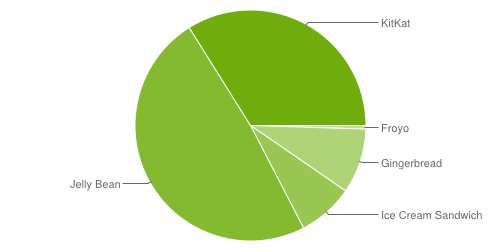 KitKat
Froyo
Gingerbread
Jelly Bean
Ice Cream Sandwich